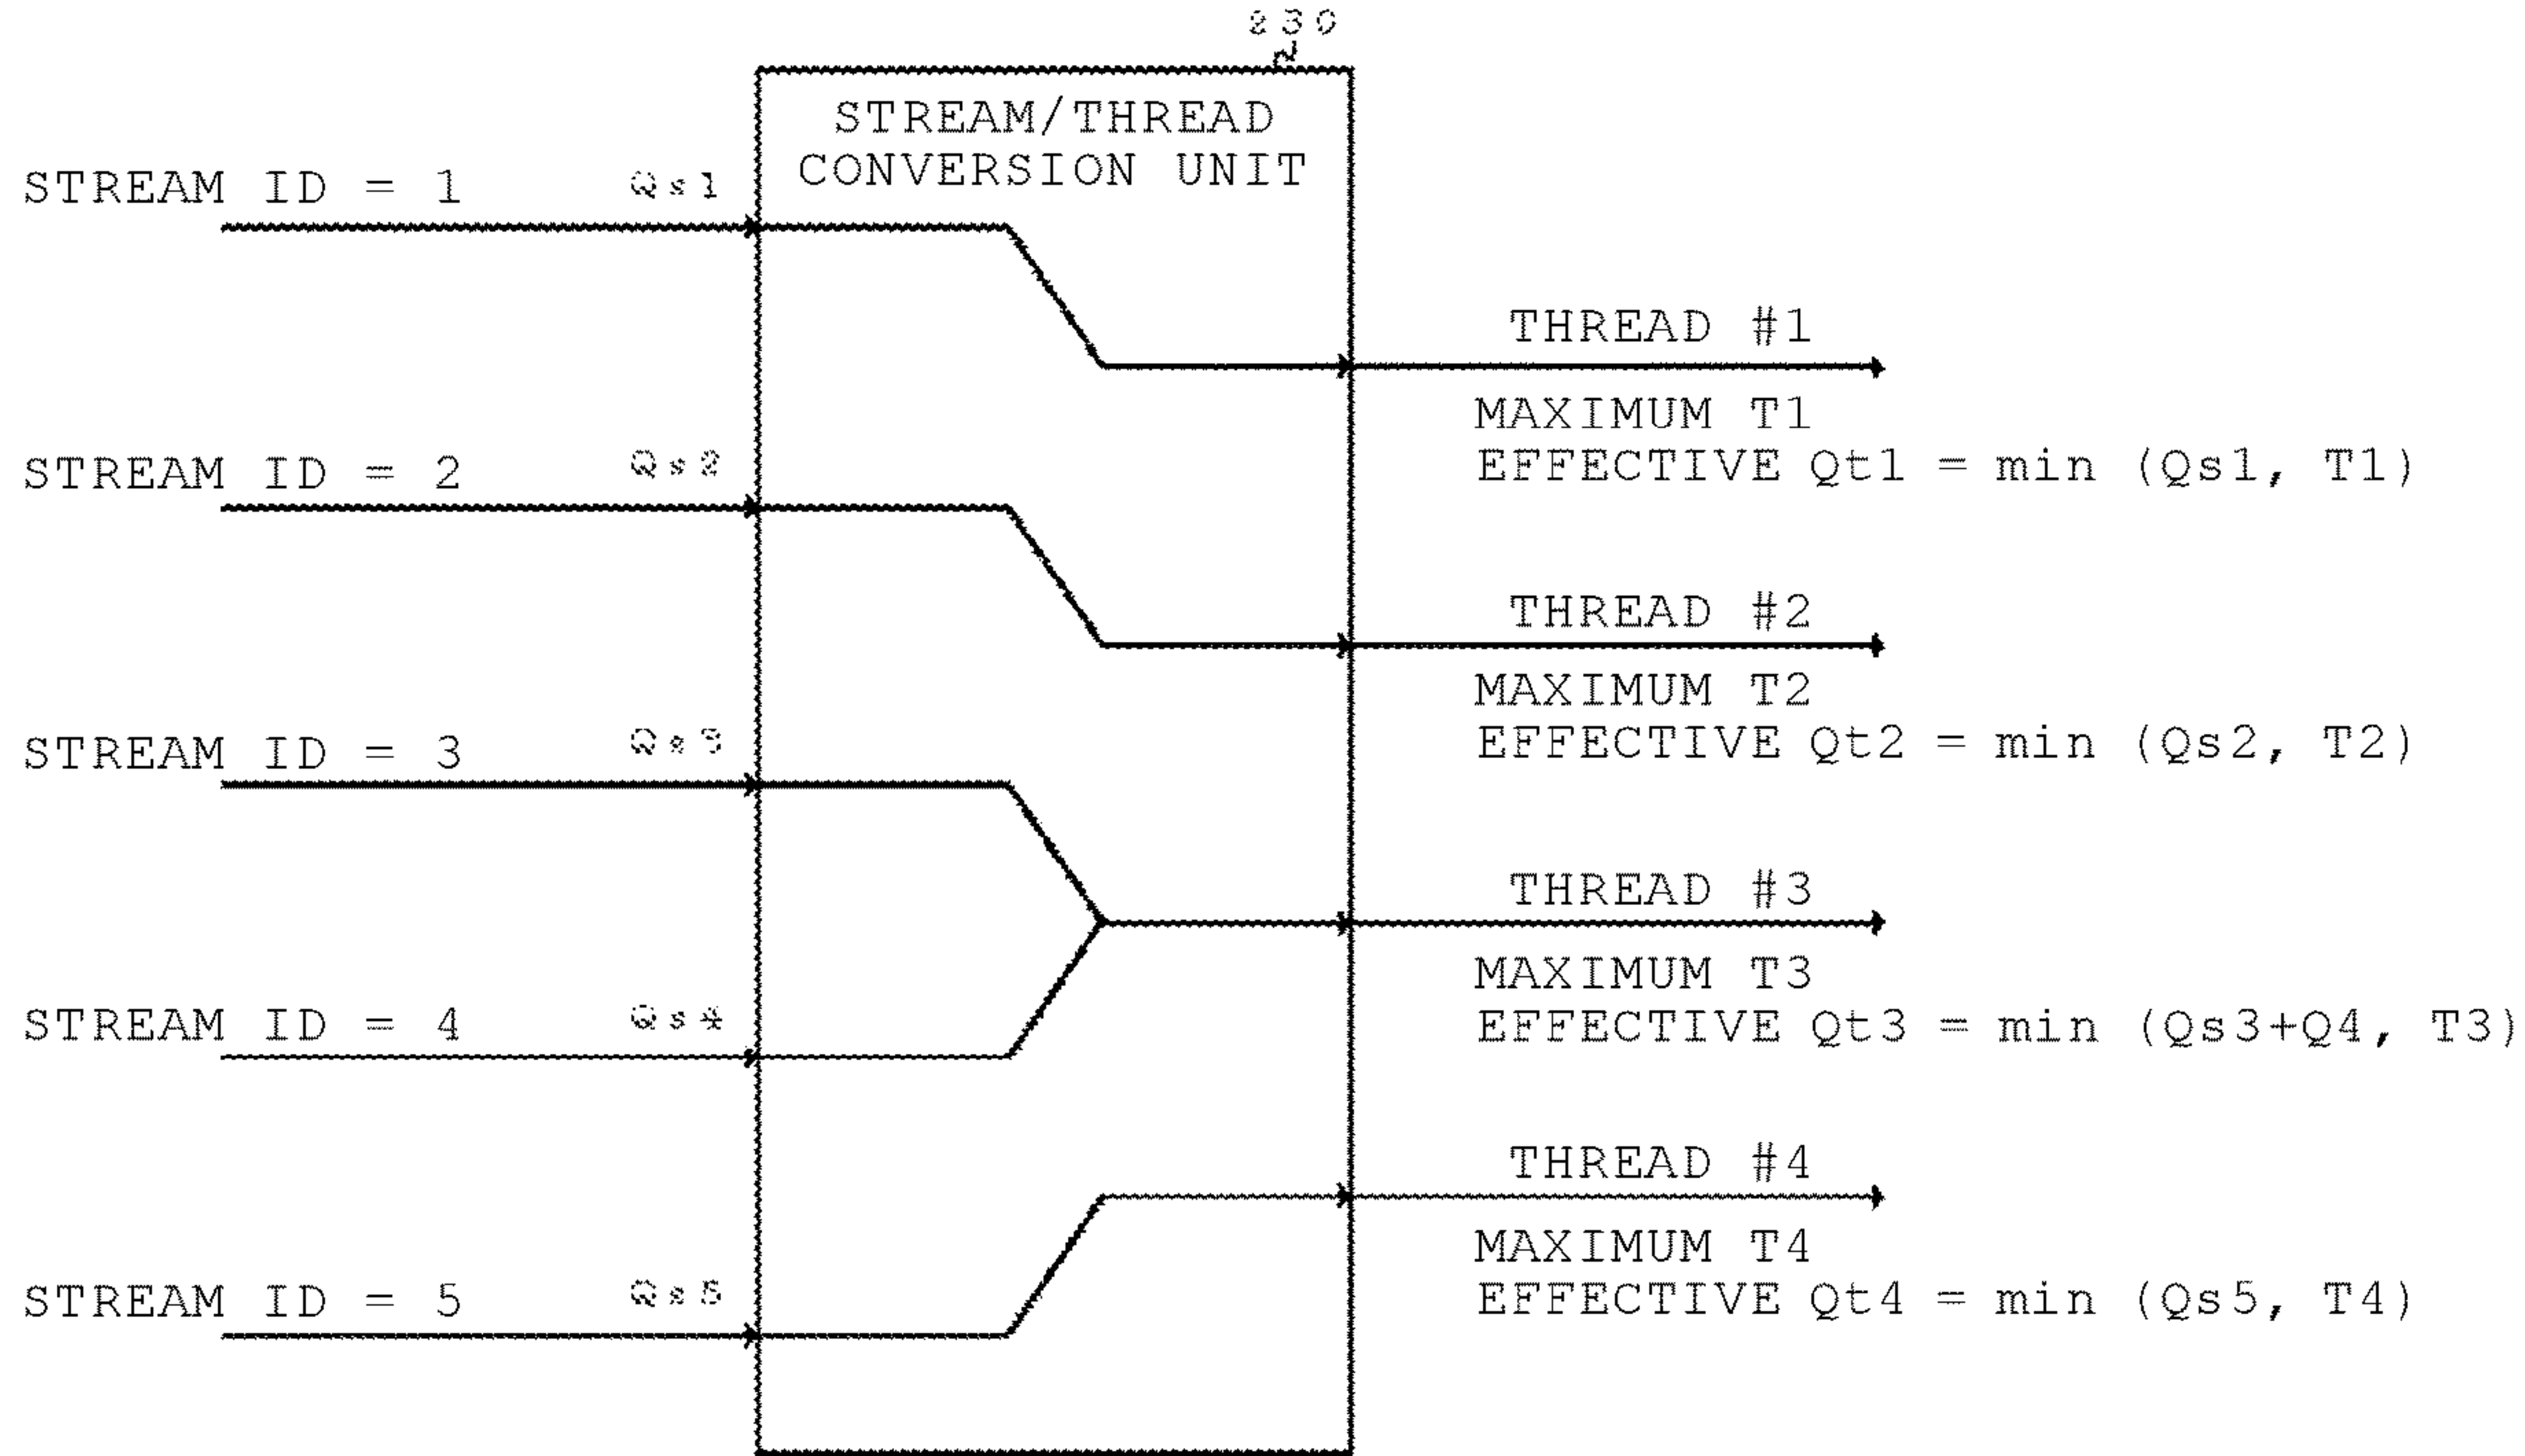 230
STREAM/THREAD
CONVERSION UNIT
STREAM ID = 1
Qs1
THREAD #1
MAXIMUM T1
EFFECTIVE Qt1 = min (Qs1, T1)
STREAM ID = 2
Qs2
THREAD #2
MAXIMUM T2
EFFECTIVE Qt2 = min (Qs2, T2)
STREAM ID = 3
Qs3
THREAD #3
MAXIMUM T3
EFFECTIVE Qt3 = min (Qs3+Q4, T3)
STREAM ID = 4
Qs4
THREAD #4
MAXIMUM T4
EFFECTIVE Qt4 = min (Qs5, T4)
STREAM ID = 5
Qs5